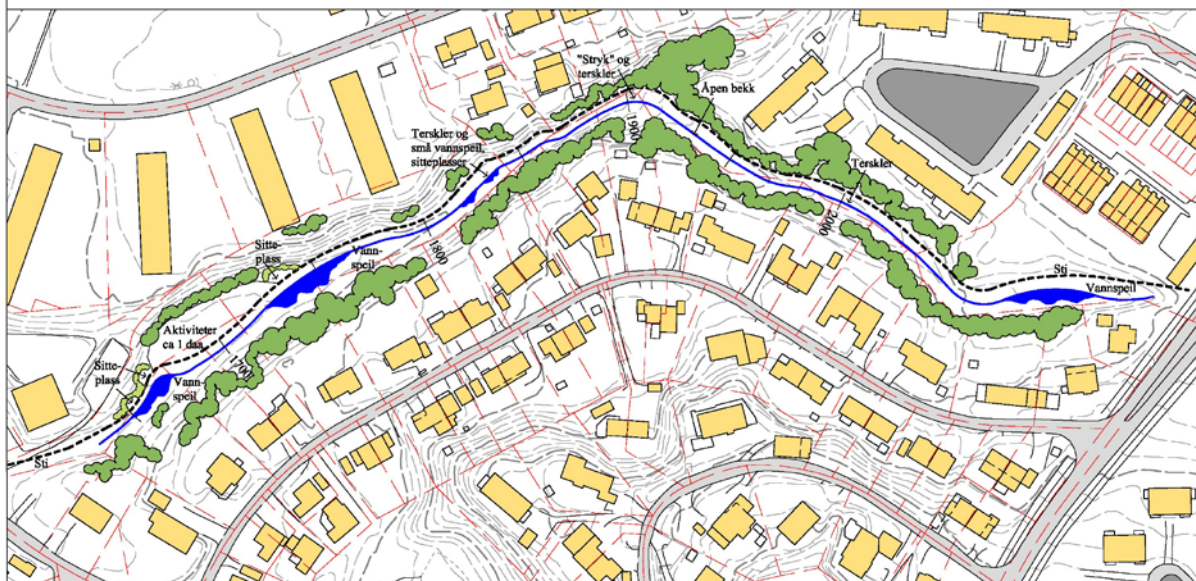 "Stryk" og
terskler
Åpen bekk
1900
Terskler og
små vannspeil,
sitteplasser
Terskler
2000
Sitte-
plass
Vann-
speil
1800
Sti
Vannspeil
Aktiviteter
ca 1 daa
Sitte-
plass
Vann-
speil
1700
Sti